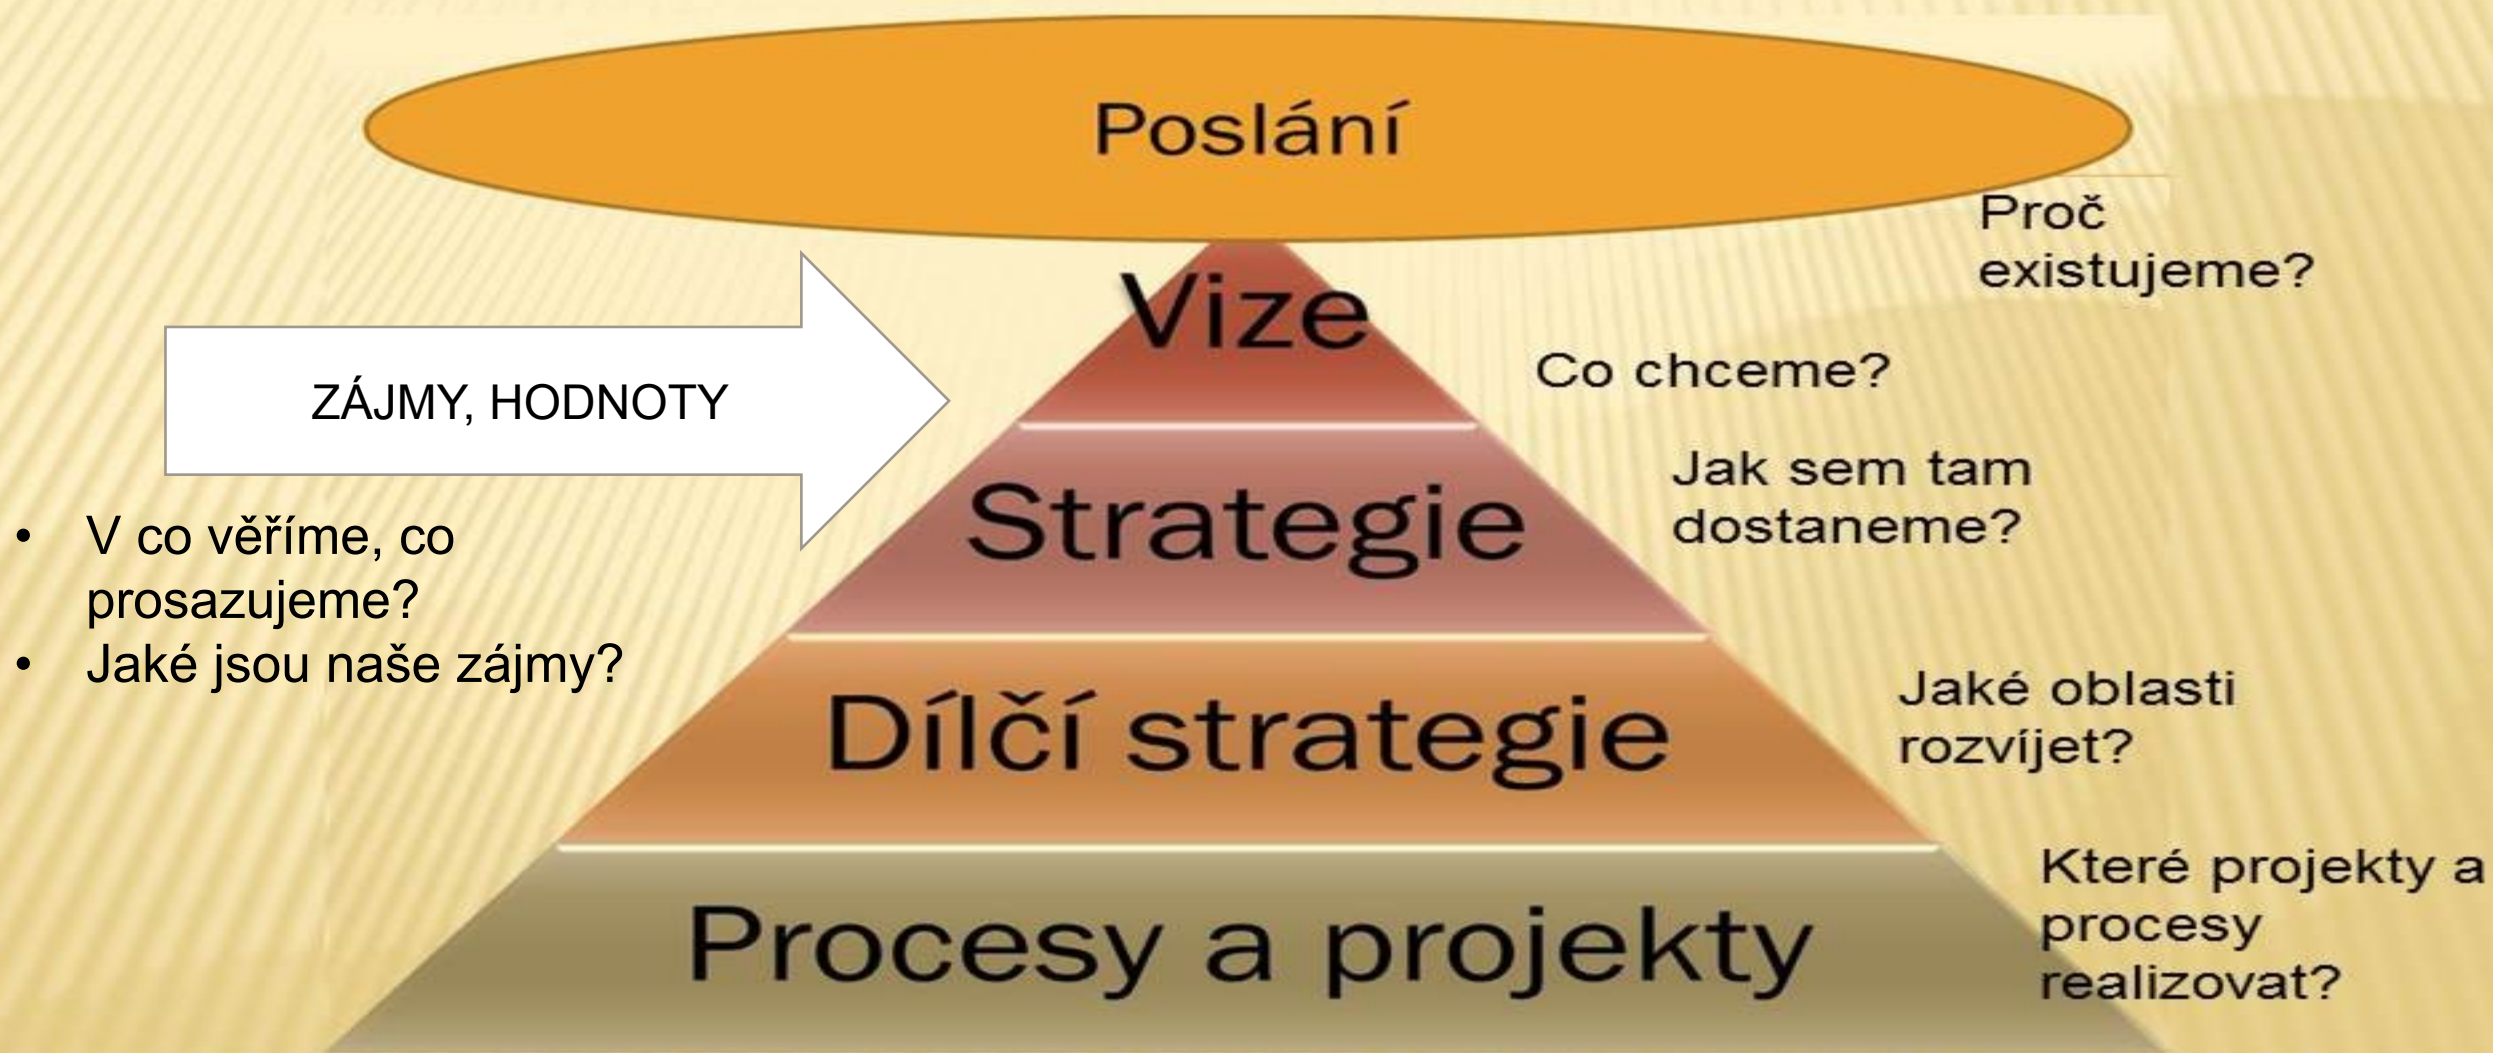 Poslání
Proč
existujeme?
Vize
Co chceme?
ZÁJMY, HODNOTY
Strategie
Jak sem tam
dostaneme?
• V co věříme, co
prosazujeme?
• Jaké jsou naše zájmy?
Dílčí strategie
Jaké oblasti
rozvíjet?
Procesy a projekty
Které projekty a
procesy
realizovat?